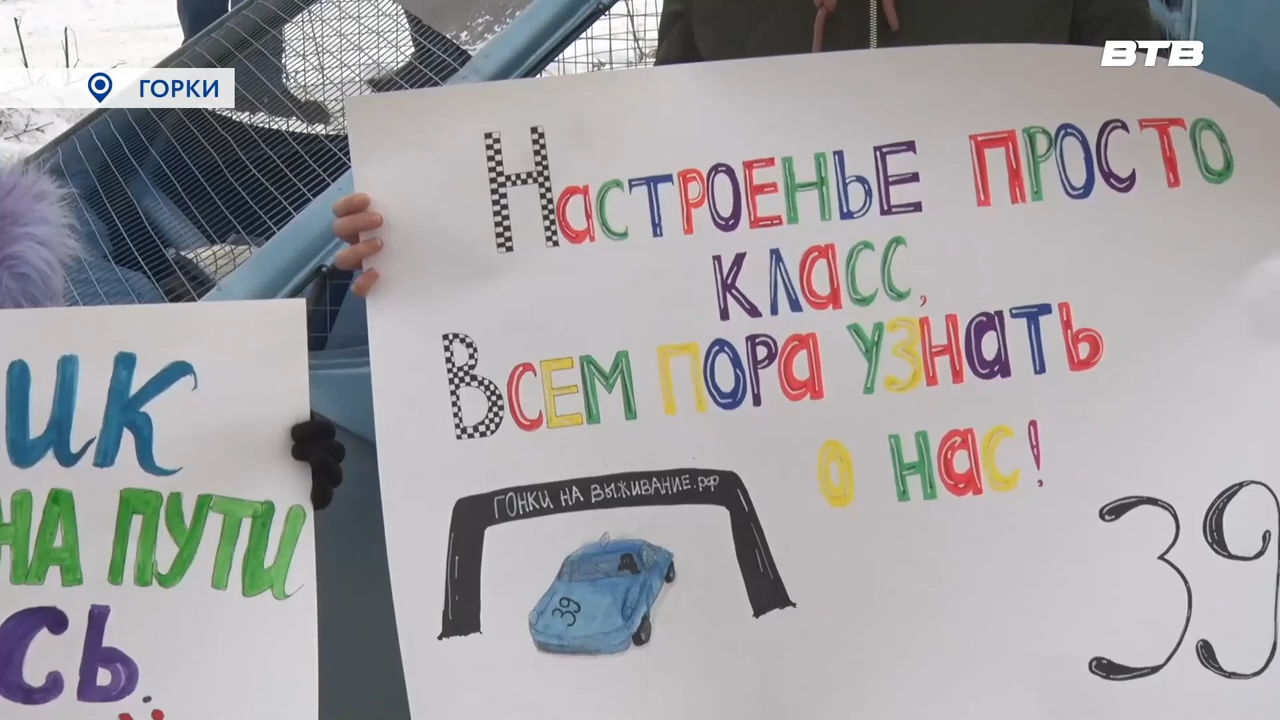 ГОРКИ
ВТВ
Настроенье просто
класс,
Всем пора узнать
о нас!
ГОНКИ НА ВЫЖИВАНИЕ.рф
39
39
ИК
НА ПУТИ
СЬ.